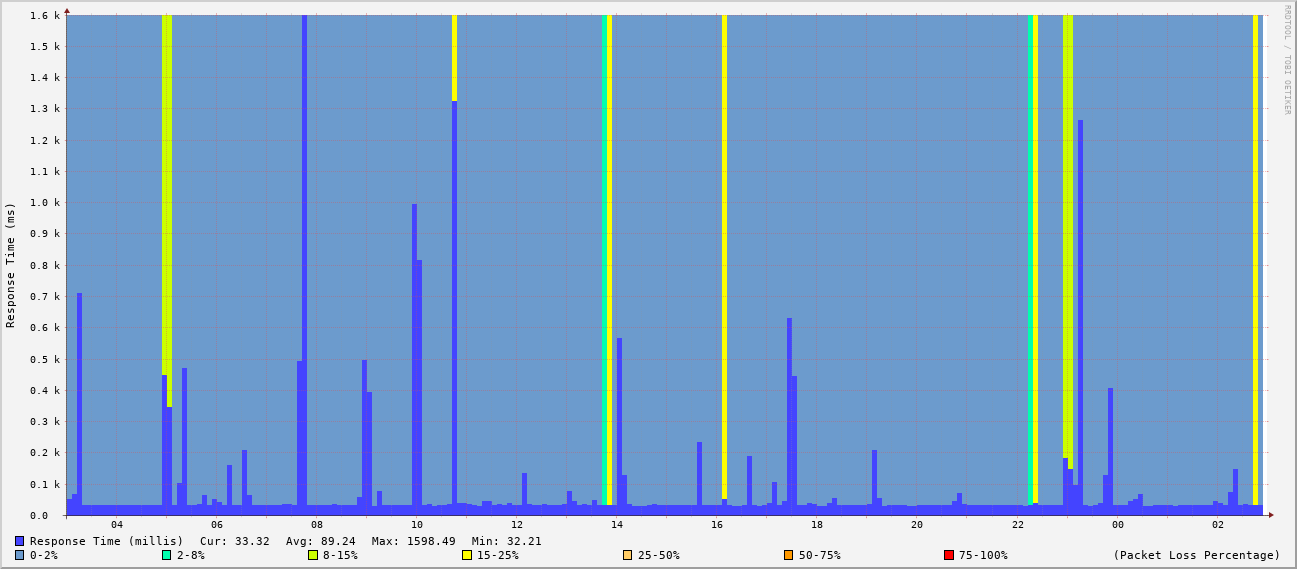 RRDTOOL / TOBI OETIKER
Response Time (ms)
1.6 k
1.5 k
1.4 k
1.3 k
1.2 k
1.1 k
1.0 k
0.9 k
0.8 k
0.7 k
0.6 k
0.5 k
0.4 k
0.3 k
0.2 k
0.1 k
0.0
04 06 08 10 12 14 16 18 20 22 00 02
Response Time (millis) Cur: 33.32 Avg: 89.24 Max: 1598.49 Min: 32.21
0-2% 2-8% 8-15% 15-25% 25-50% 50-75% 75-100% (Packet Loss Percentage)